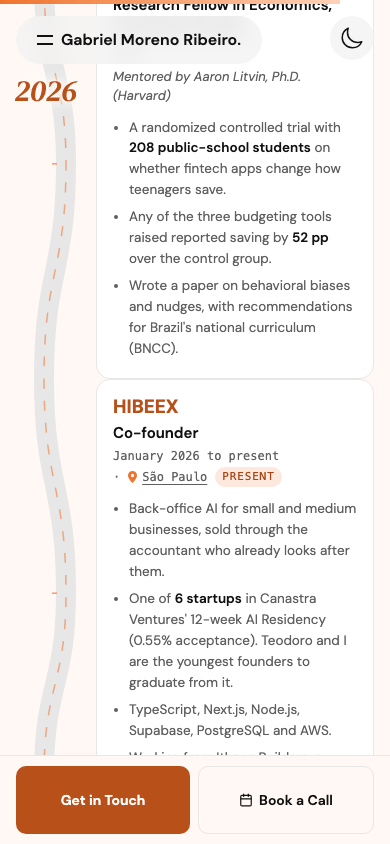 Research Fellow in Economics,
Gabriel Moreno Ribeiro.
2026
Mentored by Aaron Litvin, Ph.D.
(Harvard)
• A randomized controlled trial with
208 public-school students on
whether fintech apps change how
teenagers save.
• Any of the three budgeting tools
raised reported saving by 52 pp
over the control group.
• Wrote a paper on behavioral biases
and nudges, with recommendations
for Brazil's national curriculum
(BNCC).
HIBEEX
Co-founder
January 2026 to present
· São Paulo PRESENT
• Back-office AI for small and medium
businesses, sold through the
accountant who already looks after
them.
• One of 6 startups in Canastra
Ventures' 12-week AI Residency
(0.55% acceptance). Teodoro and I
are the youngest founders to
graduate from it.
• TypeScript, Next.js, Node.js,
Supabase, PostgreSQL and AWS.
Get in Touch
Book a Call